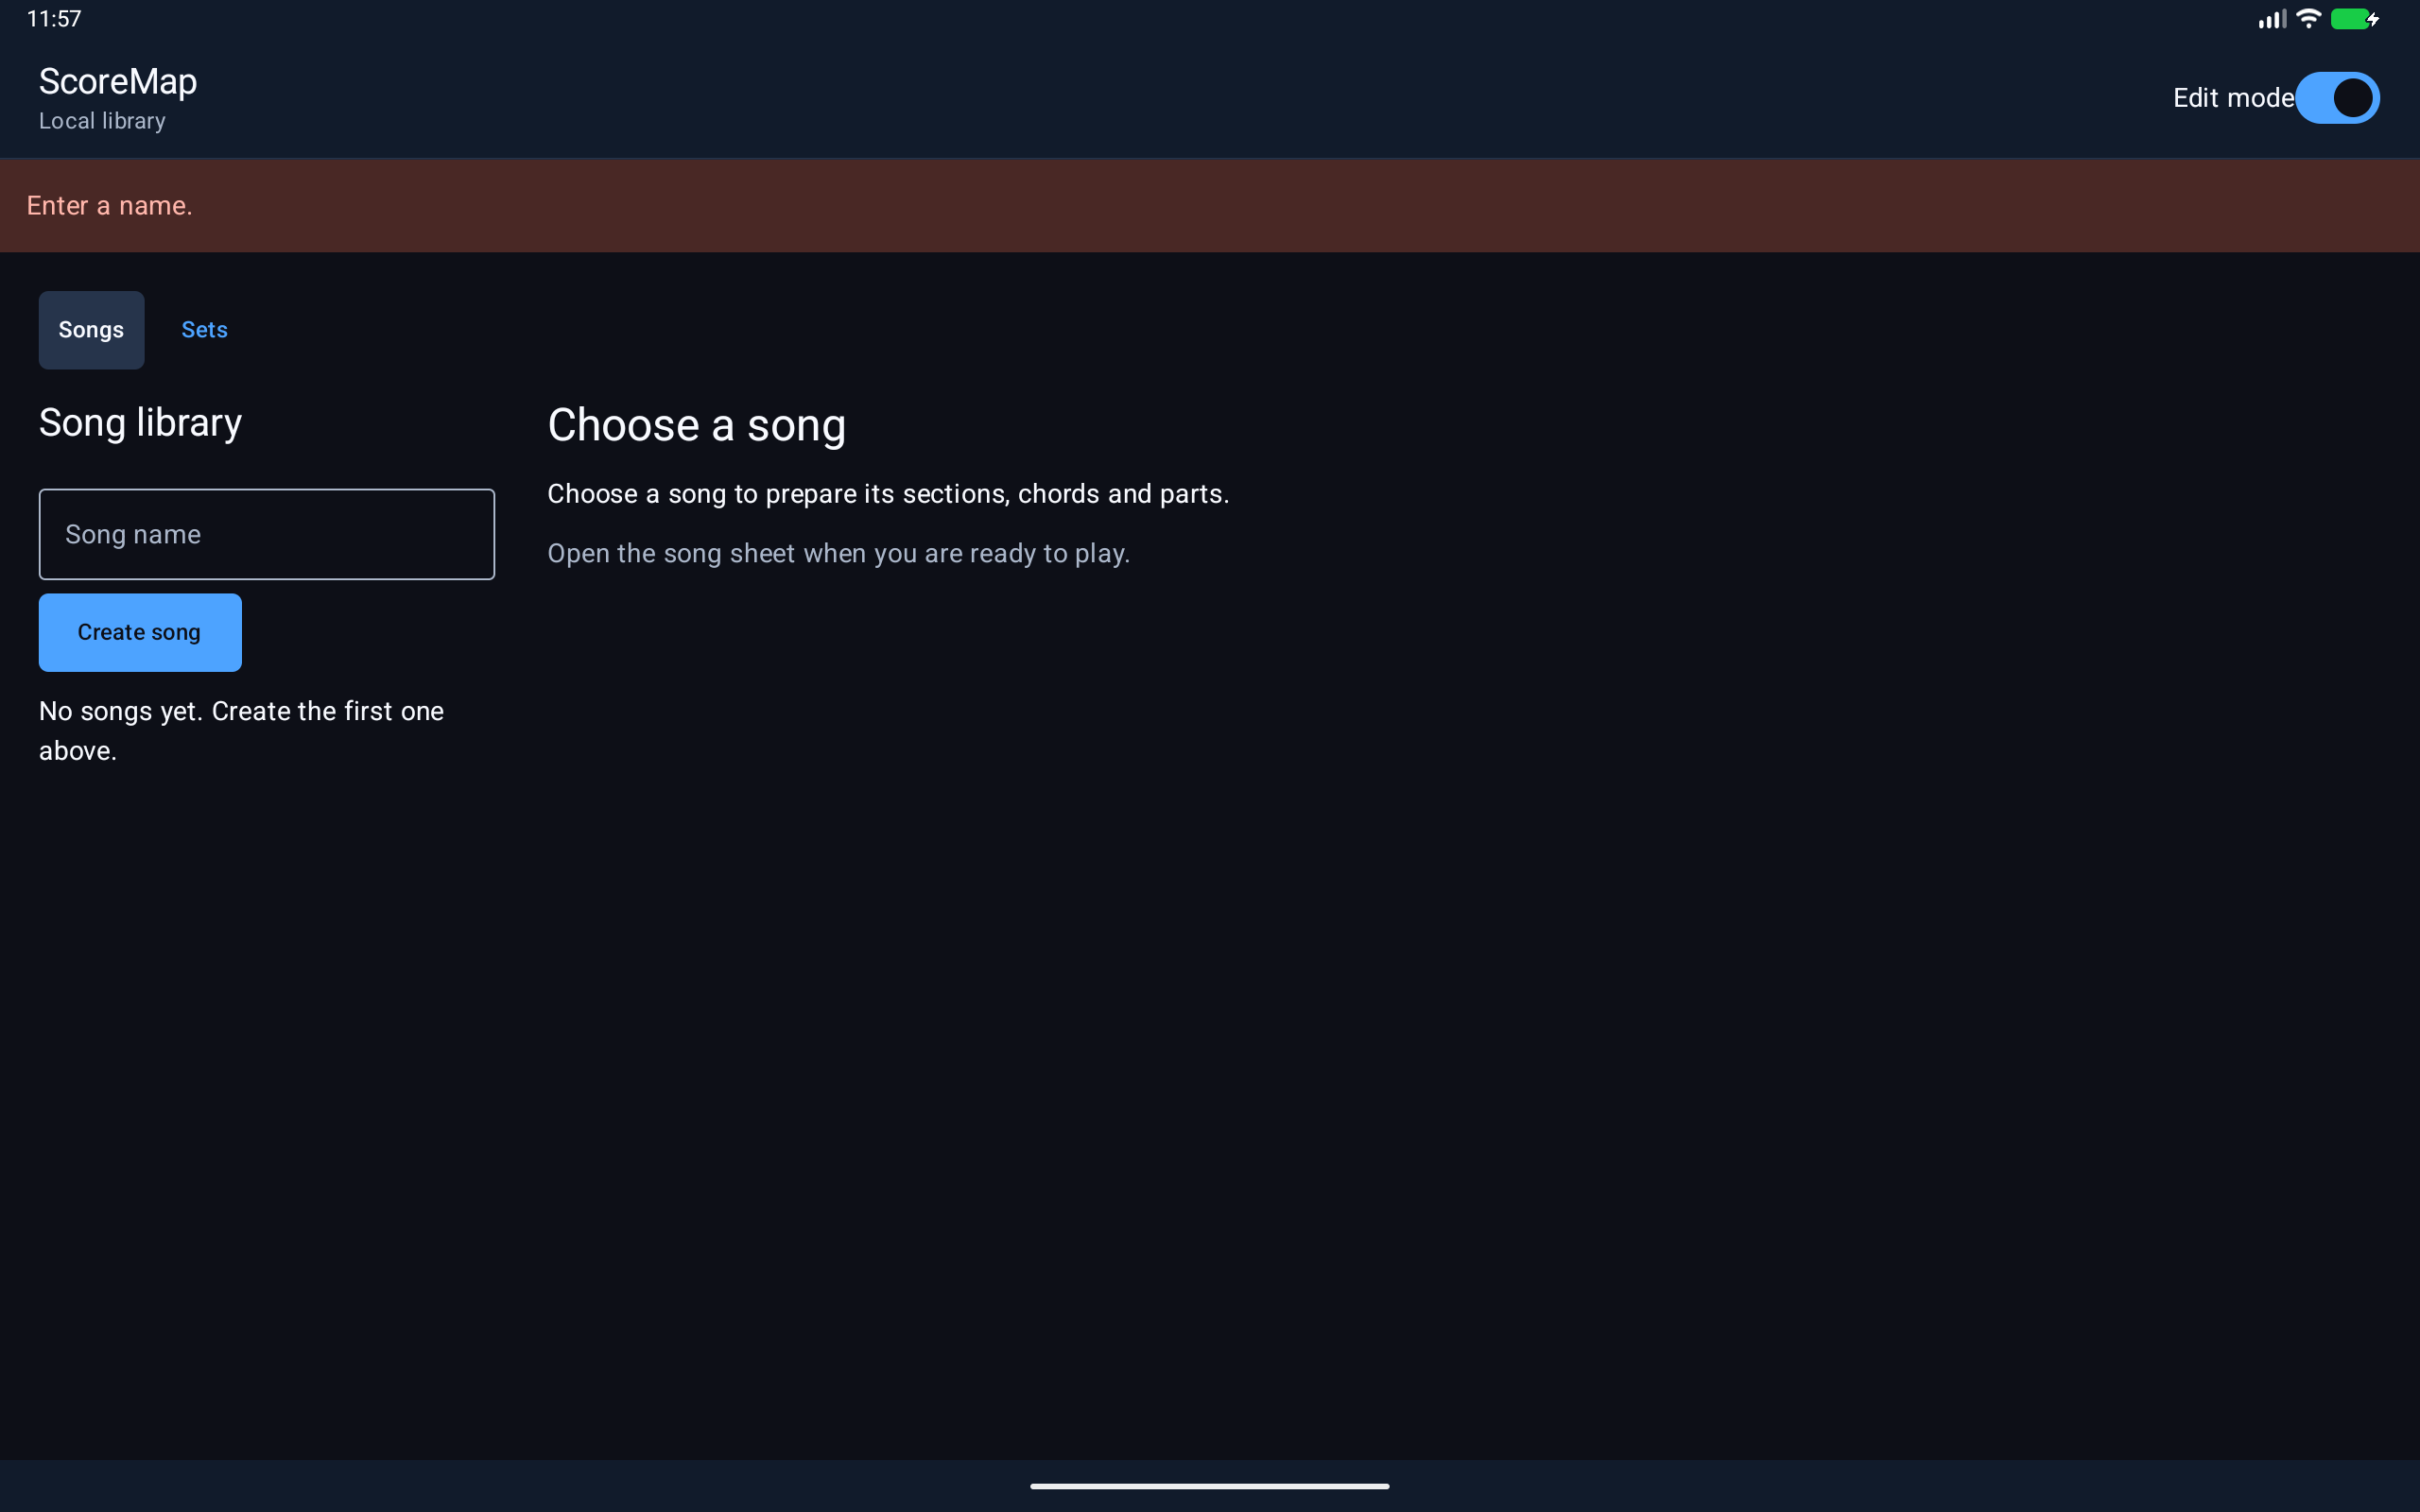 11:57
ScoreMap
Local library
Edit mode
Enter a name.
Songs
Sets
Song library
Choose a song
Choose a song to prepare its sections, chords and parts.
Song name
Open the song sheet when you are ready to play.
Create song
No songs yet. Create the first one
above.